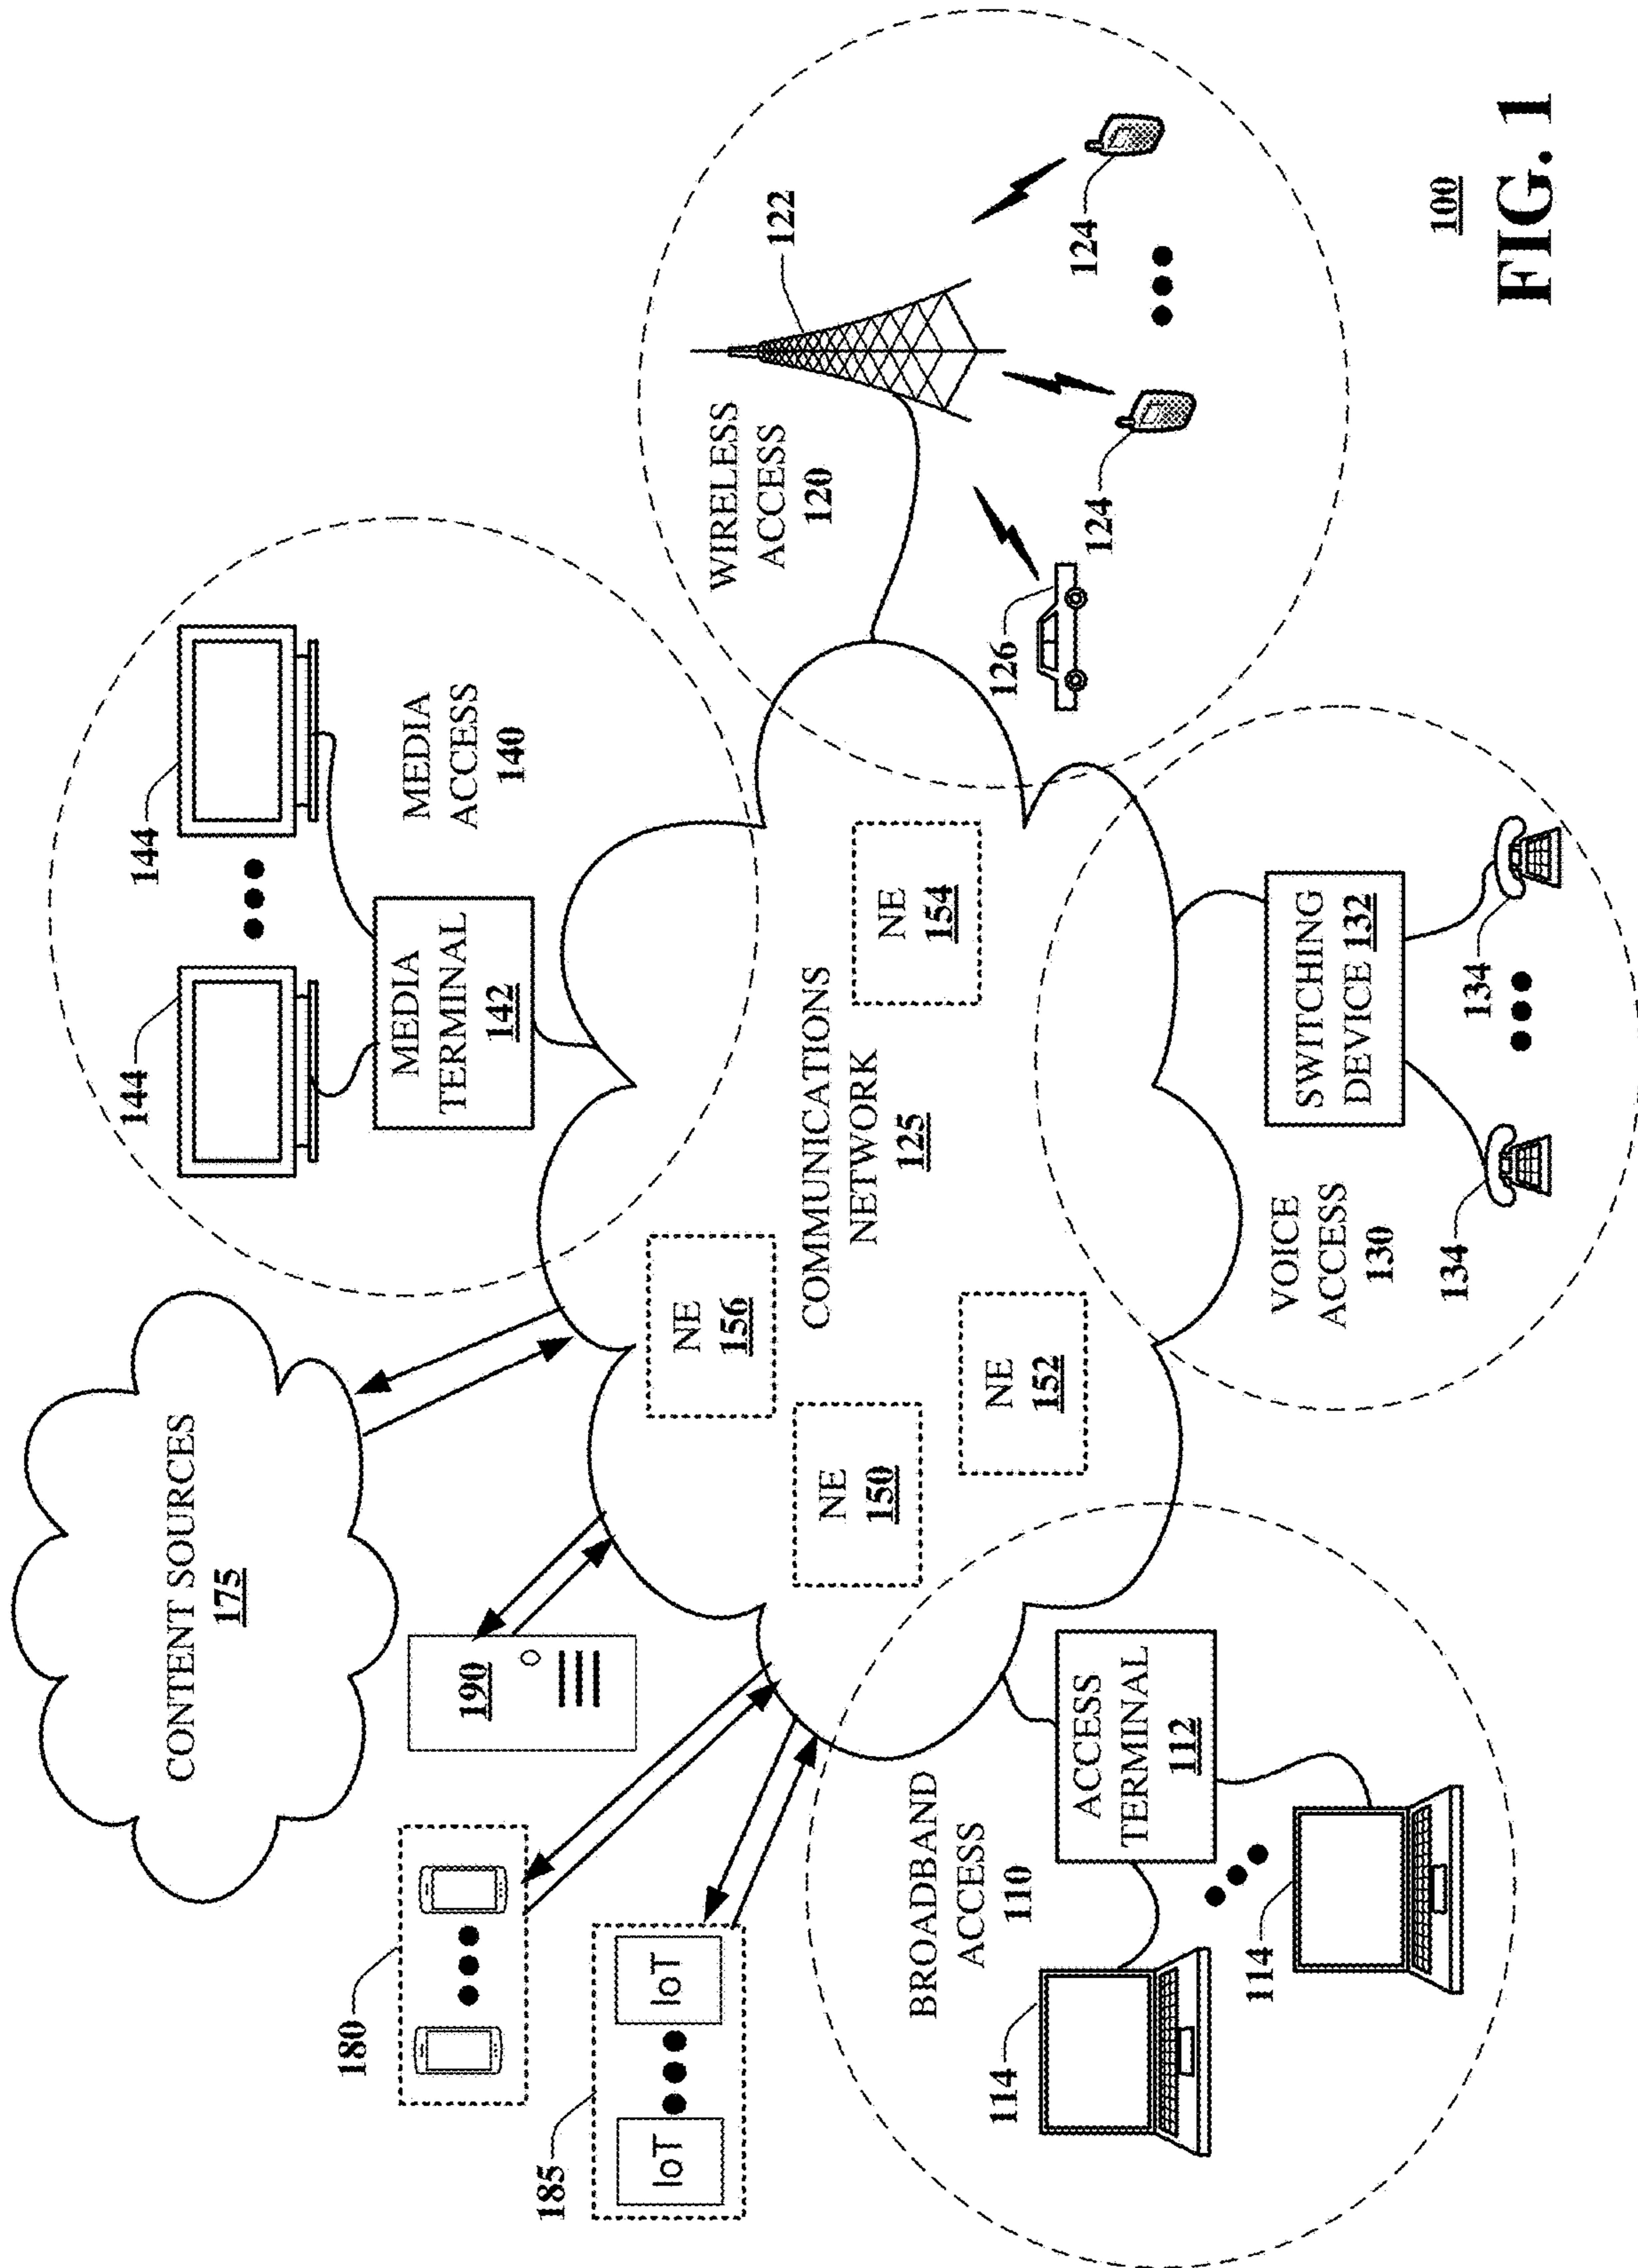 CONTENT SOURCES
175
180
190
185
IoT
IoT
144
144
MEDIA
TERMINAL
142
MEDIA
ACCESS
140
NE
156
NE
150
NE
152
NE
154
COMMUNICATIONS
NETWORK
125
WIRELESS
ACCESS
120
122
126
124
124
BROADBAND
ACCESS
110
ACCESS
TERMINAL
112
114
114
VOICE
ACCESS
130
SWITCHING
DEVICE 132
134
134
100
FIG. 1